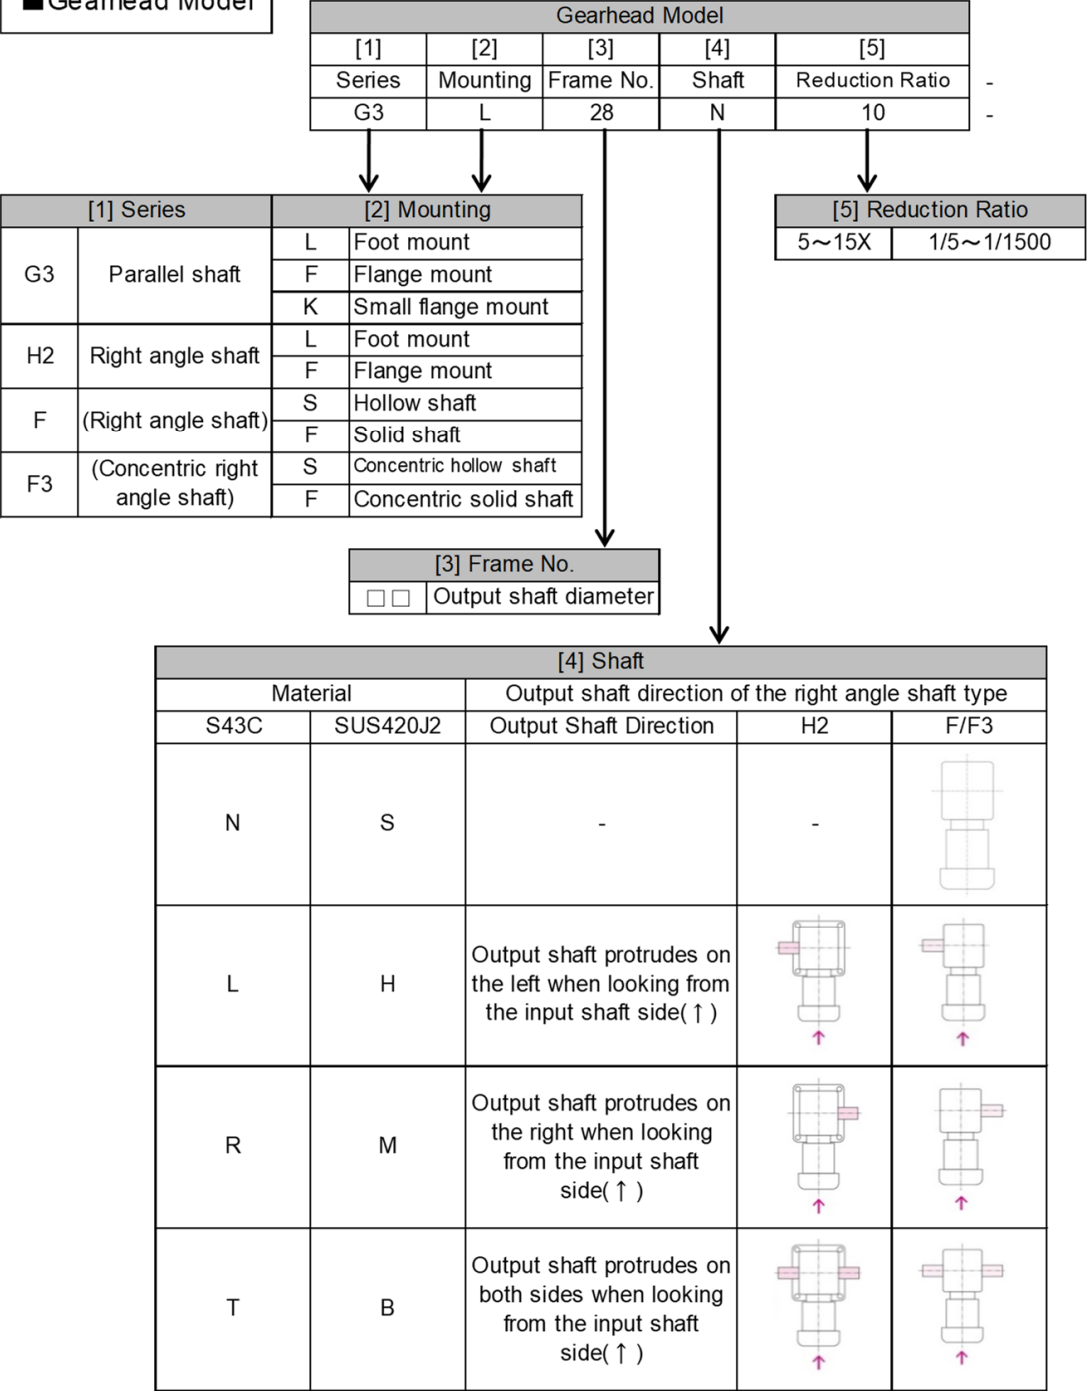 ■Gearhead Model
Gearhead Model
[1] [2] [3] [4] [5]
Series Mounting Frame No. Shaft Reduction Ratio -
G3 L 28 N 10 -
[1] Series [2] Mounting
G3 Parallel shaft
L Foot mount
F Flange mount
K Small flange mount
H2 Right angle shaft
L Foot mount
F Flange mount
F (Right angle shaft)
S Hollow shaft
F Solid shaft
F3 (Concentric right
angle shaft)
S Concentric hollow shaft
F Concentric solid shaft
[5] Reduction Ratio
5～15X 1/5～1/1500
[3] Frame No.
□□ Output shaft diameter
[4] Shaft
Material Output shaft direction of the right angle shaft type
S43C SUS420J2 Output Shaft Direction H2 F/F3
N S - -
L H
Output shaft protrudes on
the left when looking from
the input shaft side(↑)
R M
Output shaft protrudes on
the right when looking
from the input shaft
side(↑)
T B
Output shaft protrudes on
both sides when looking
from the input shaft
side(↑)